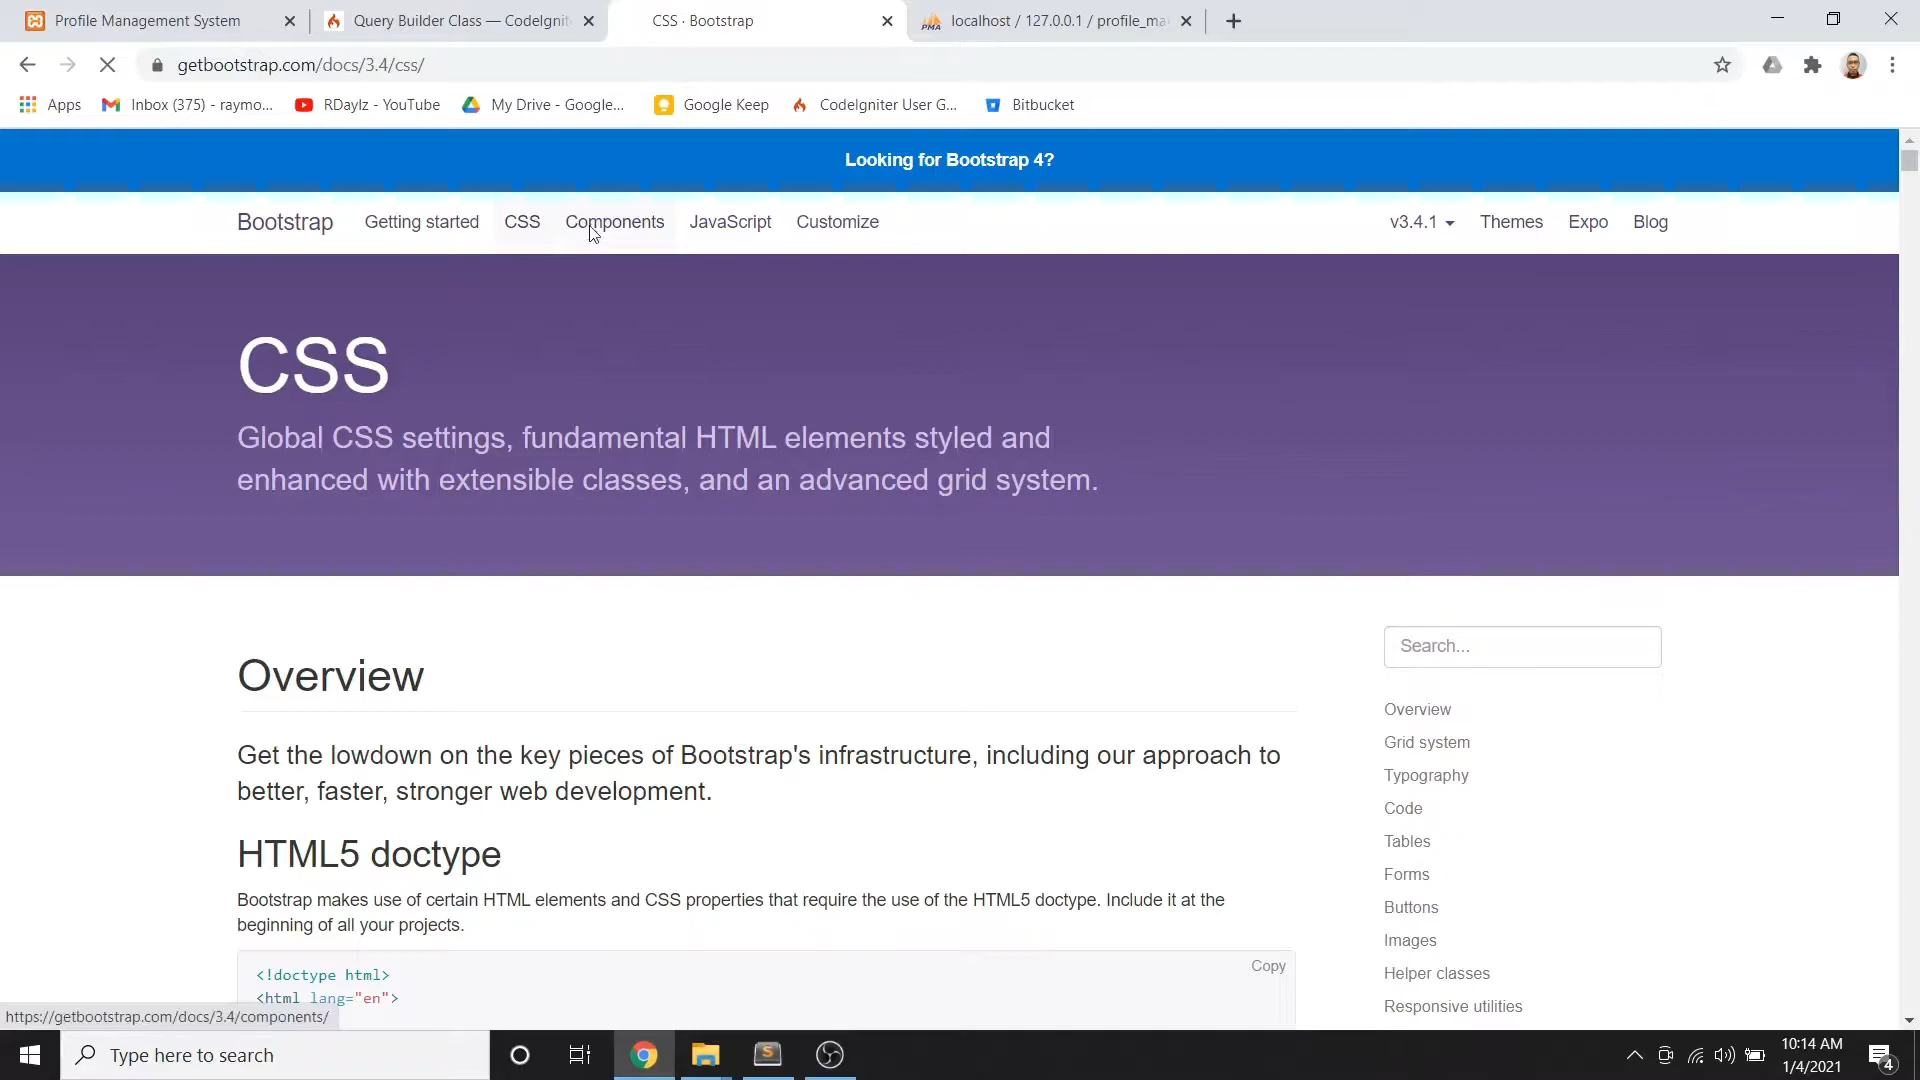 Profile Management System
Query Builder Class — CodeIgnit
CSS · Bootstrap
PMA
localhost / 127.0.0.1 / profile_ma
getbootstrap.com/docs/3.4/css/
Apps
Inbox (375) - raymo...
RDaylz - YouTube
My Drive - Google...
Google Keep
CodeIgniter User G...
Bitbucket
Looking for Bootstrap 4?
Bootstrap Getting started CSS Components JavaScript Customize v3.4.1 Themes Expo Blog
CSS
Global CSS settings, fundamental HTML elements styled and
enhanced with extensible classes, and an advanced grid system.
Overview
Get the lowdown on the key pieces of Bootstrap's infrastructure, including our approach to
better, faster, stronger web development.
HTML5 doctype
Bootstrap makes use of certain HTML elements and CSS properties that require the use of the HTML5 doctype. Include it at the
beginning of all your projects.
Copy
<!doctype html>
<html lang="en">
Search...
Overview
Grid system
Typography
Code
Tables
Forms
Buttons
Images
Helper classes
Responsive utilities
https://getbootstrap.com/docs/3.4/components/
Type here to search
S
10:14 AM
1/4/2021
4